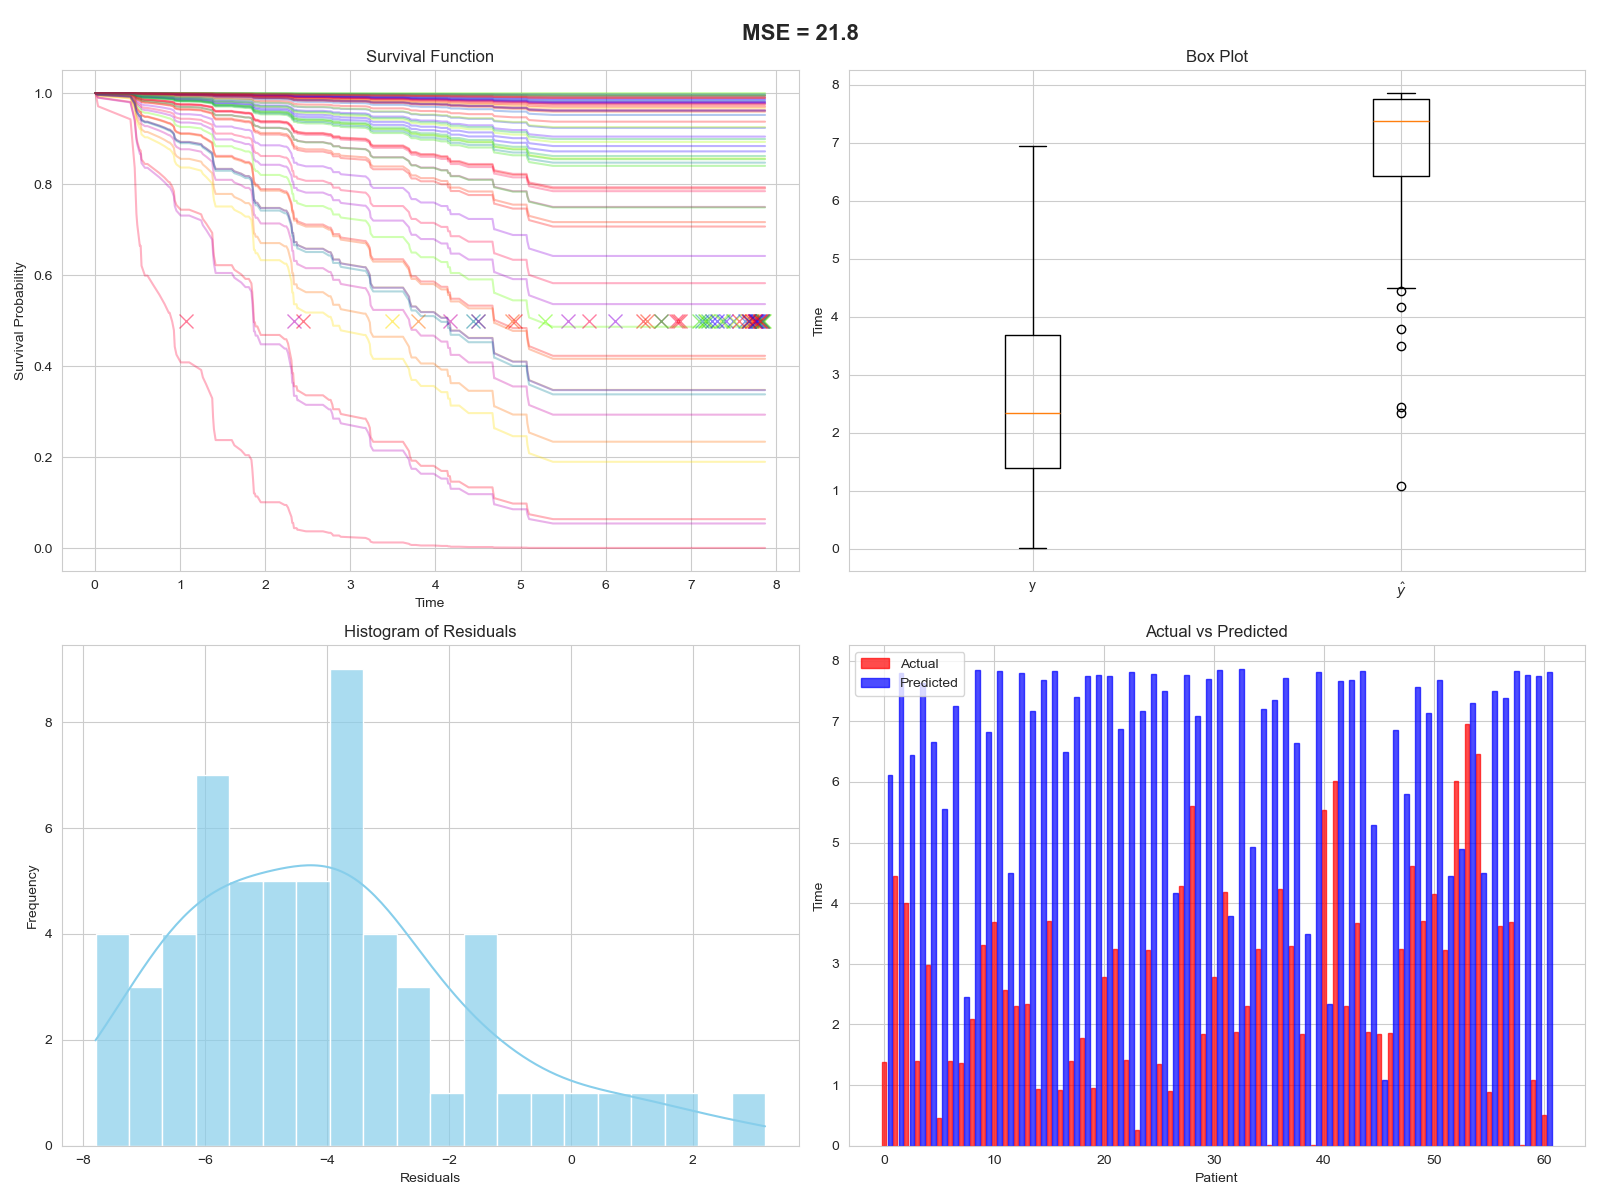 MSE = 21.8
Survival Function
Survival Probability
1.0
0.8
0.6
0.4
0.2
0.0
0 1 2 3 4 5 6 7 8
Time
Box Plot
Time
8
7
6
5
4
3
2
1
0
y ŷ
Histogram of Residuals
Frequency
8
6
4
2
0
−8 −6 −4 −2 0 2
Residuals
Actual vs Predicted
Actual
Predicted
Time
8
7
6
5
4
3
2
1
0
0 10 20 30 40 50 60
Patient